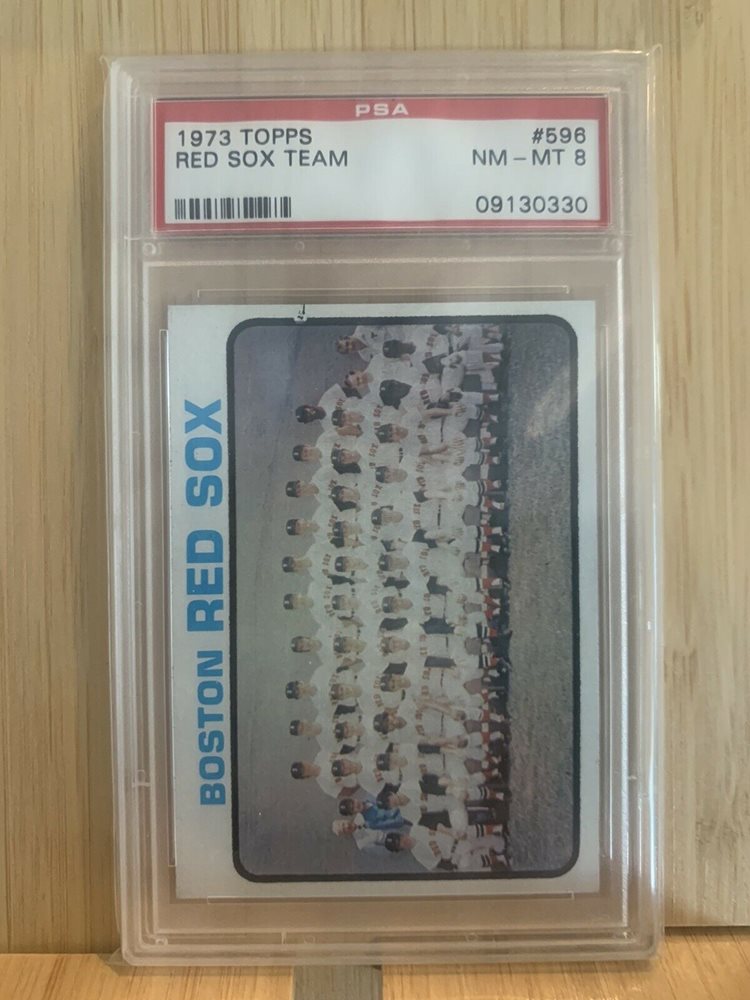 PSA
1973 TOPPS #596
RED SOX TEAM NM - MT 8
09130330
BOSTON RED SOX